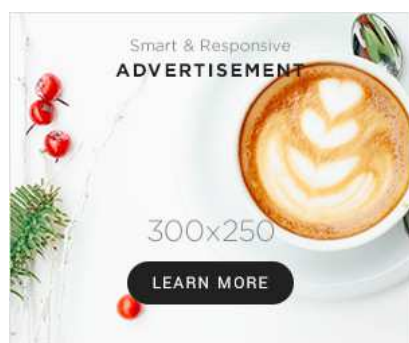 Smart & Responsive
ADVERTISEMENT
300x250
LEARN MORE